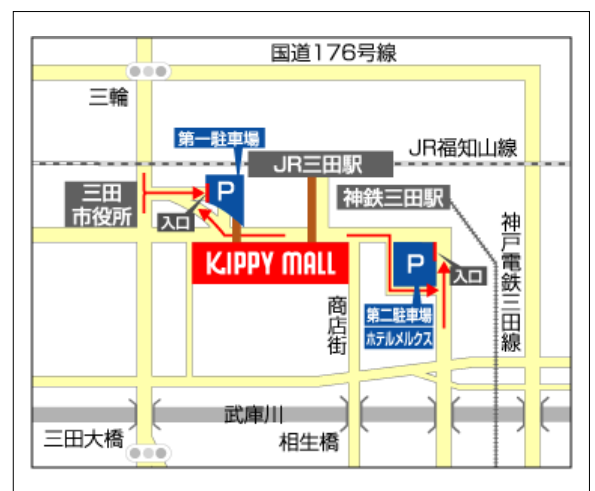 国道176号線
三輪
第一駐車場
JR福知山線
JR三田駅
P
三田
市役所
神鉄三田駅
入口
神戸電鉄三田線
KIPPY MALL
P
入口
商店街
第二駐車場
ホテルメルクス
武庫川
三田大橋
相生橋